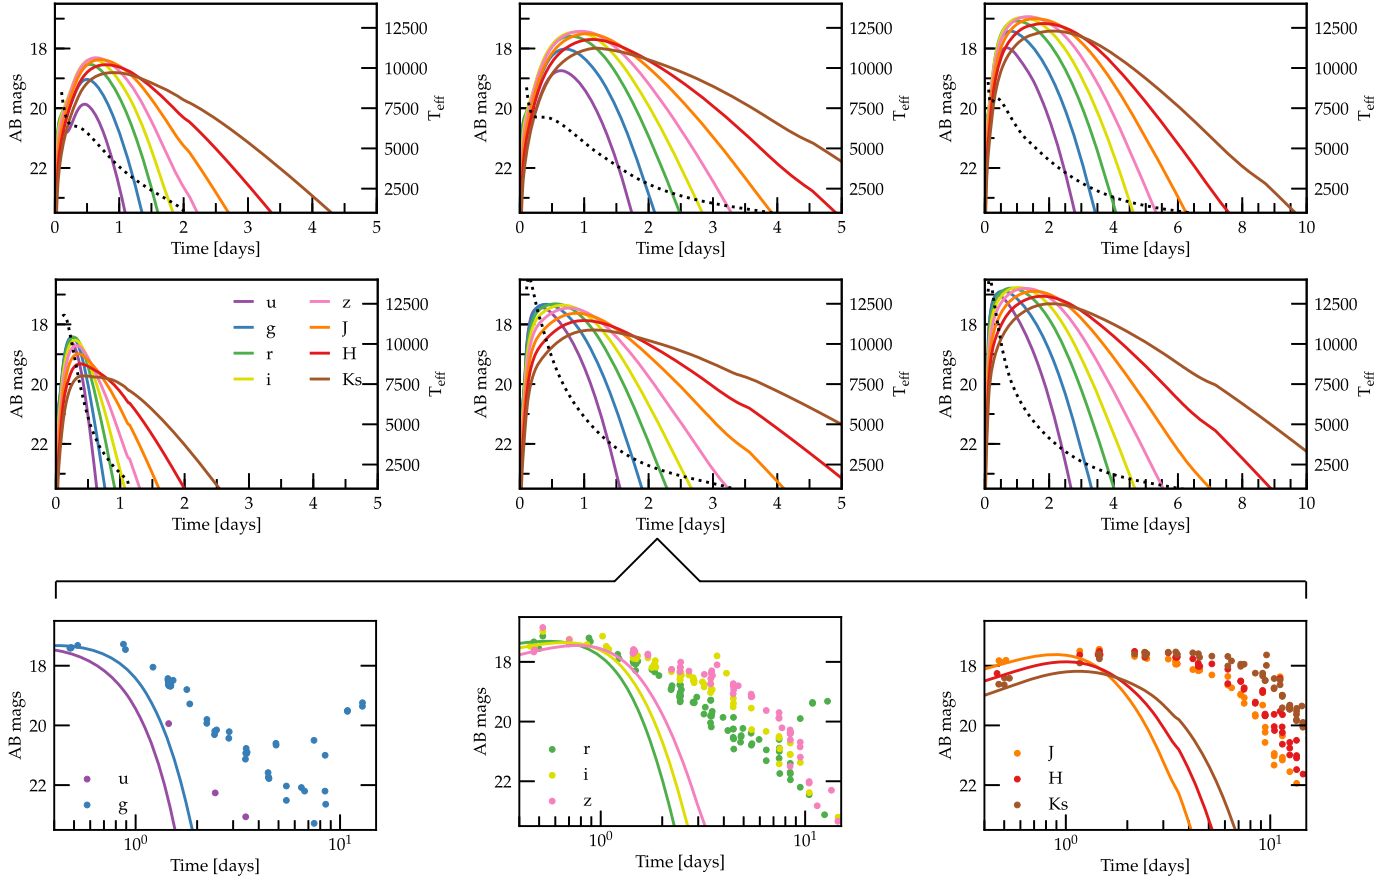 12500
10000
7500
5000
2500
18
20
22
AB mags
T_eff
0 1 2 3 4 5
Time [days]
12500
10000
7500
5000
2500
18
20
22
AB mags
T_eff
0 1 2 3 4 5
Time [days]
12500
10000
7500
5000
2500
18
20
22
AB mags
T_eff
0 2 4 6 8 10
Time [days]
12500
10000
7500
5000
2500
18
20
22
AB mags
T_eff
u z
g J
r H
i Ks
0 1 2 3 4 5
Time [days]
12500
10000
7500
5000
2500
18
20
22
AB mags
T_eff
0 1 2 3 4 5
Time [days]
12500
10000
7500
5000
2500
18
20
22
AB mags
T_eff
0 2 4 6 8 10
Time [days]
18
20
22
AB mags
u
g
10^0 10^1
Time [days]
18
20
22
AB mags
r
i
z
10^0 10^1
Time [days]
18
20
22
AB mags
J
H
Ks
10^0 10^1
Time [days]